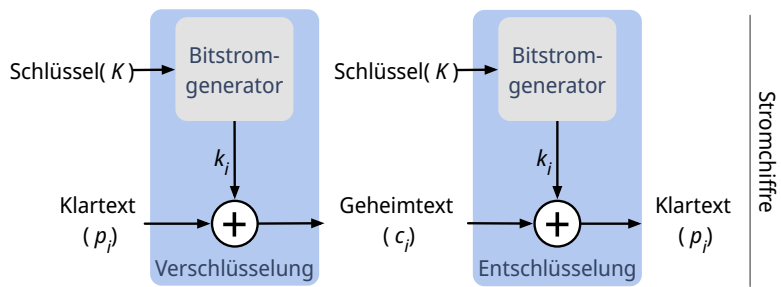 Bitstrom-
generator
Schlüssel( K )
k_i
Klartext
( p_i)
+
Verschlüsselung
Bitstrom-
generator
Schlüssel( K )
k_i
Geheimtext
( c_i)
+
Klartext
( p_i)
Entschlüsselung
Stromchiffre